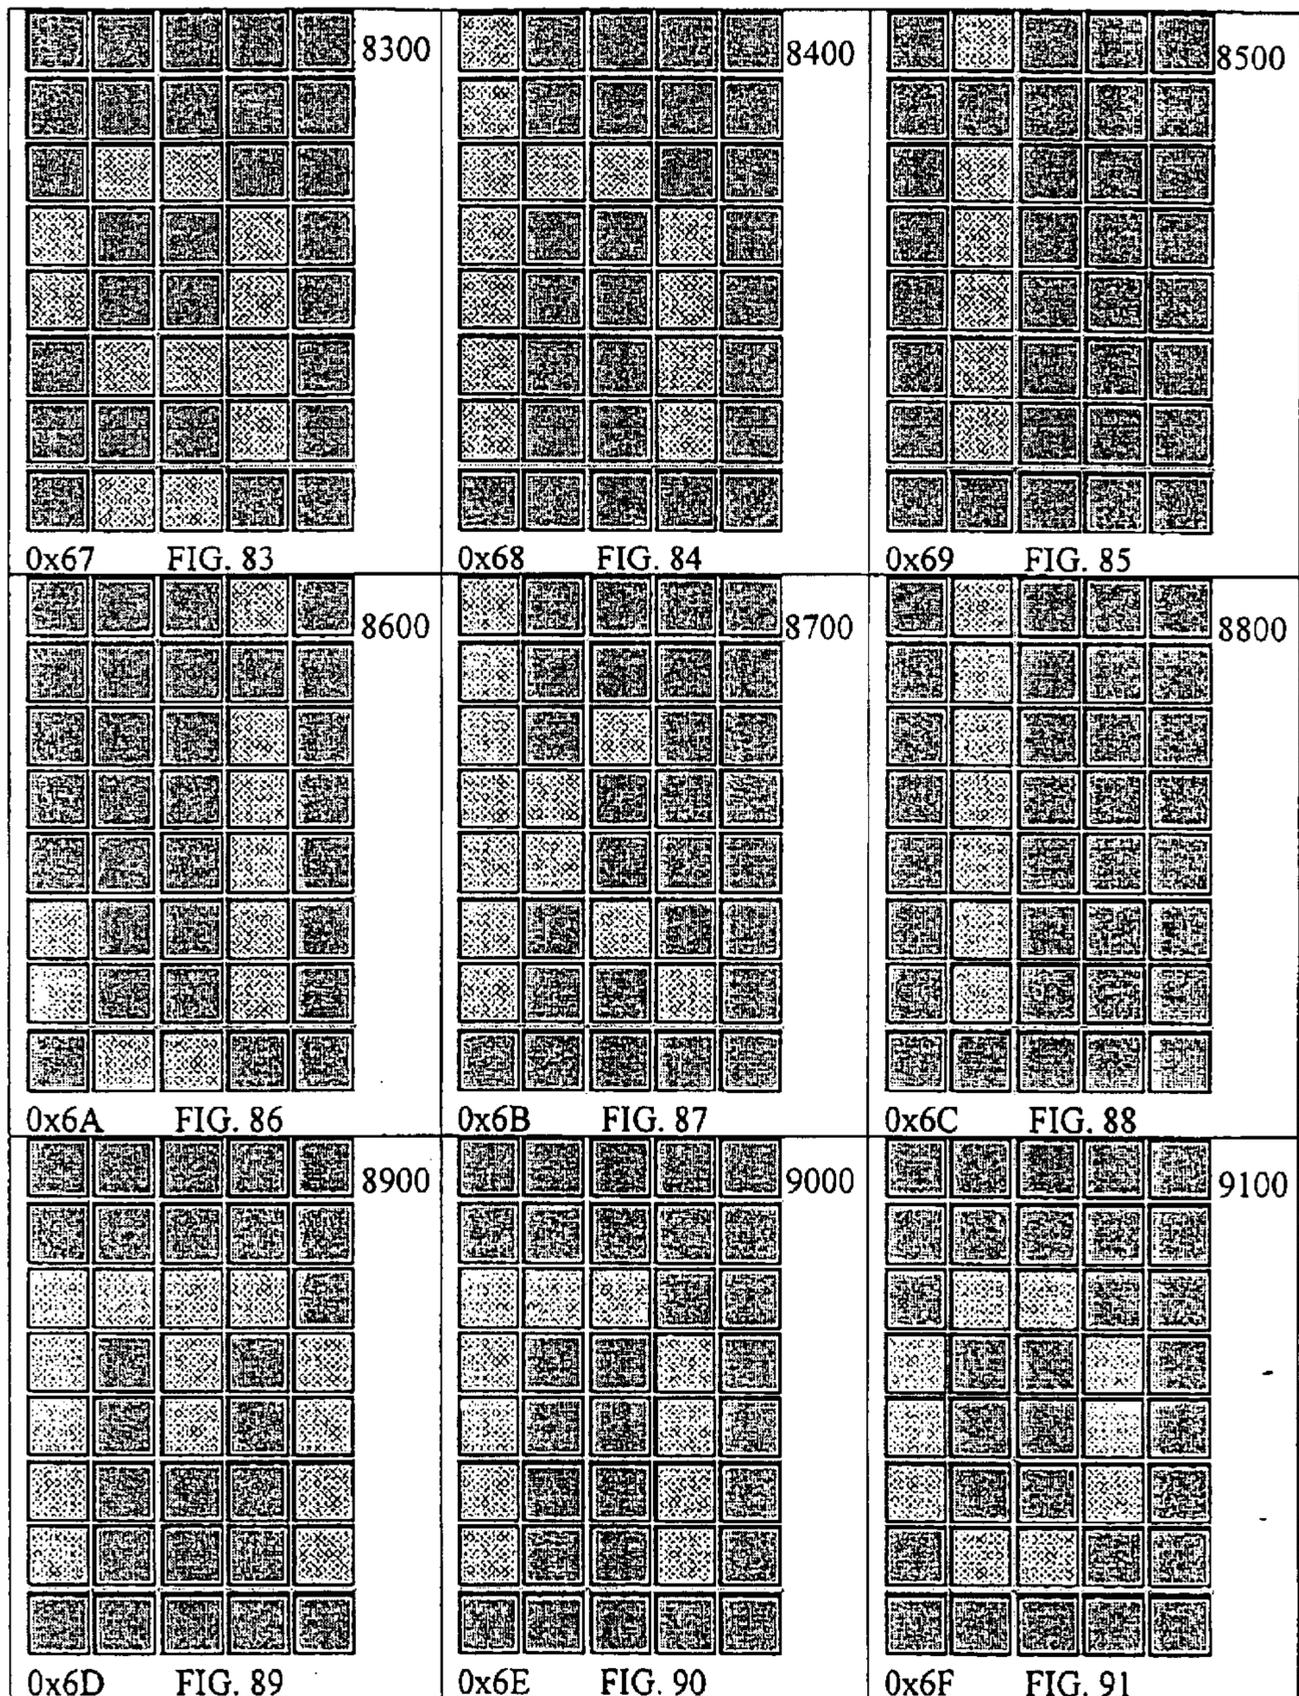 8300 8400 8500
0x67 FIG. 83 0x68 FIG. 84 0x69 FIG. 85
8600 8700 8800
0x6A FIG. 86 0x6B FIG. 87 0x6C FIG. 88
8900 9000 9100
0x6D FIG. 89 0x6E FIG. 90 0x6F FIG. 91